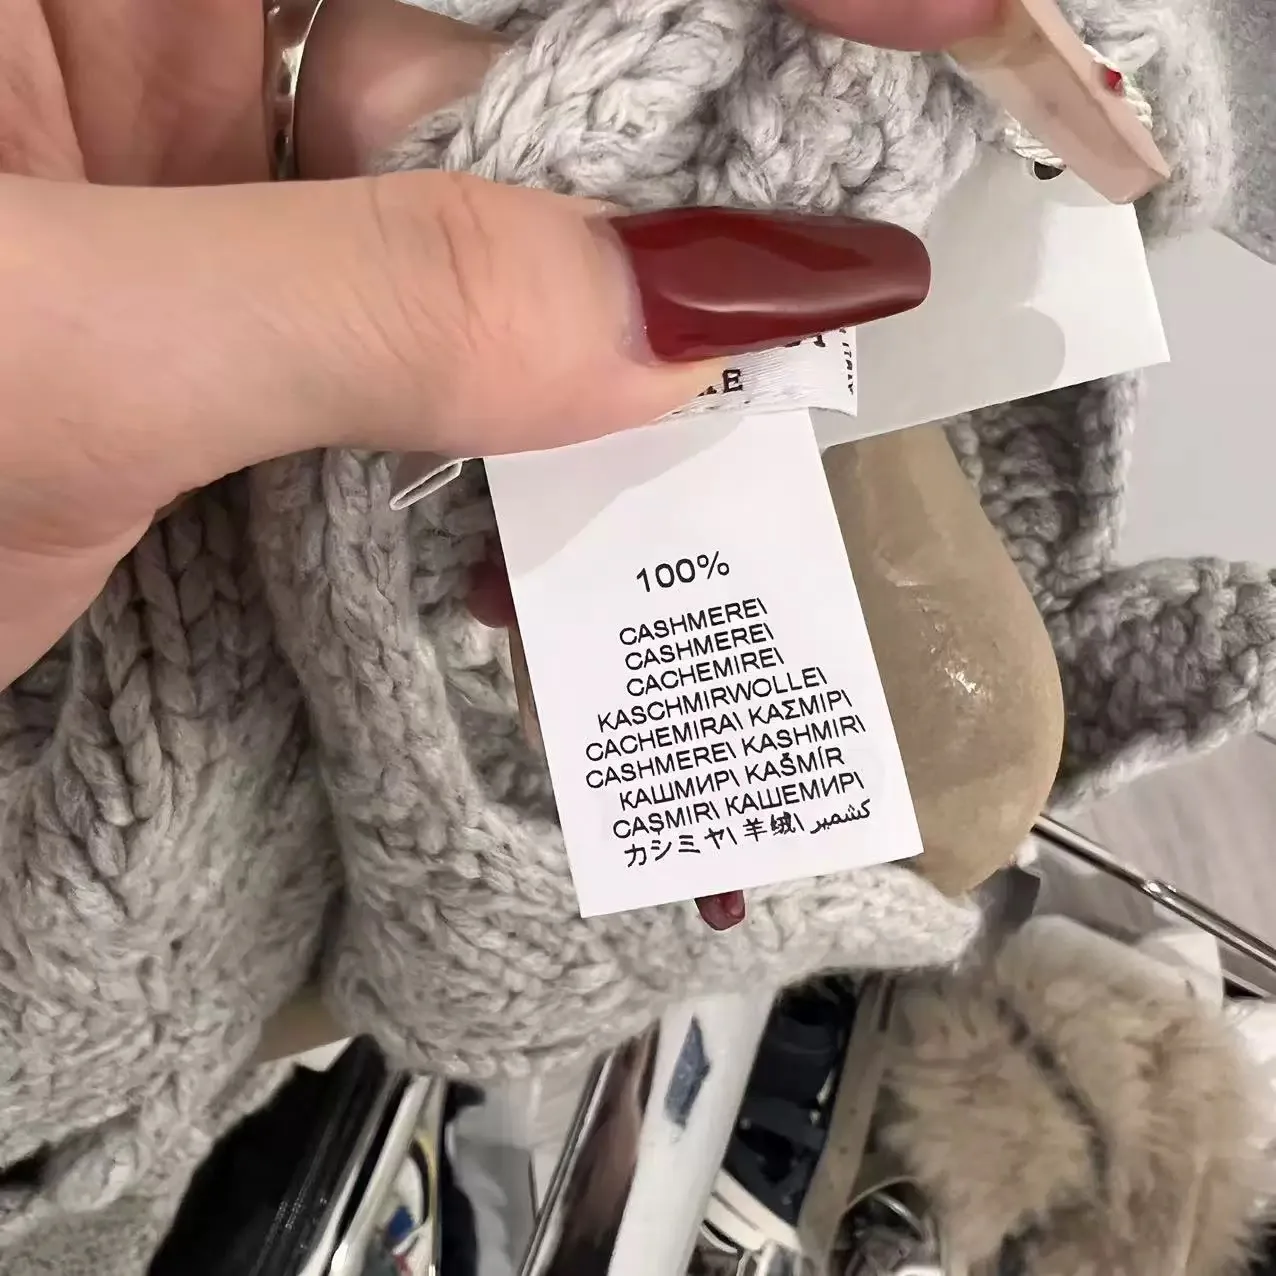 ITALY
100%
CASHMERE\
CASHMERE\
CACHEMIRE\
KASCHMIRWOLLE\
CACHEMIRA\ ΚΑΣΜΙΡ\
CASHMERE\ KASHMIR\
КАШМИР\ KAŠMÍR
CAŞMIR\ КАШЕМИР\
カシミヤ\ 羊绒\ كشمير